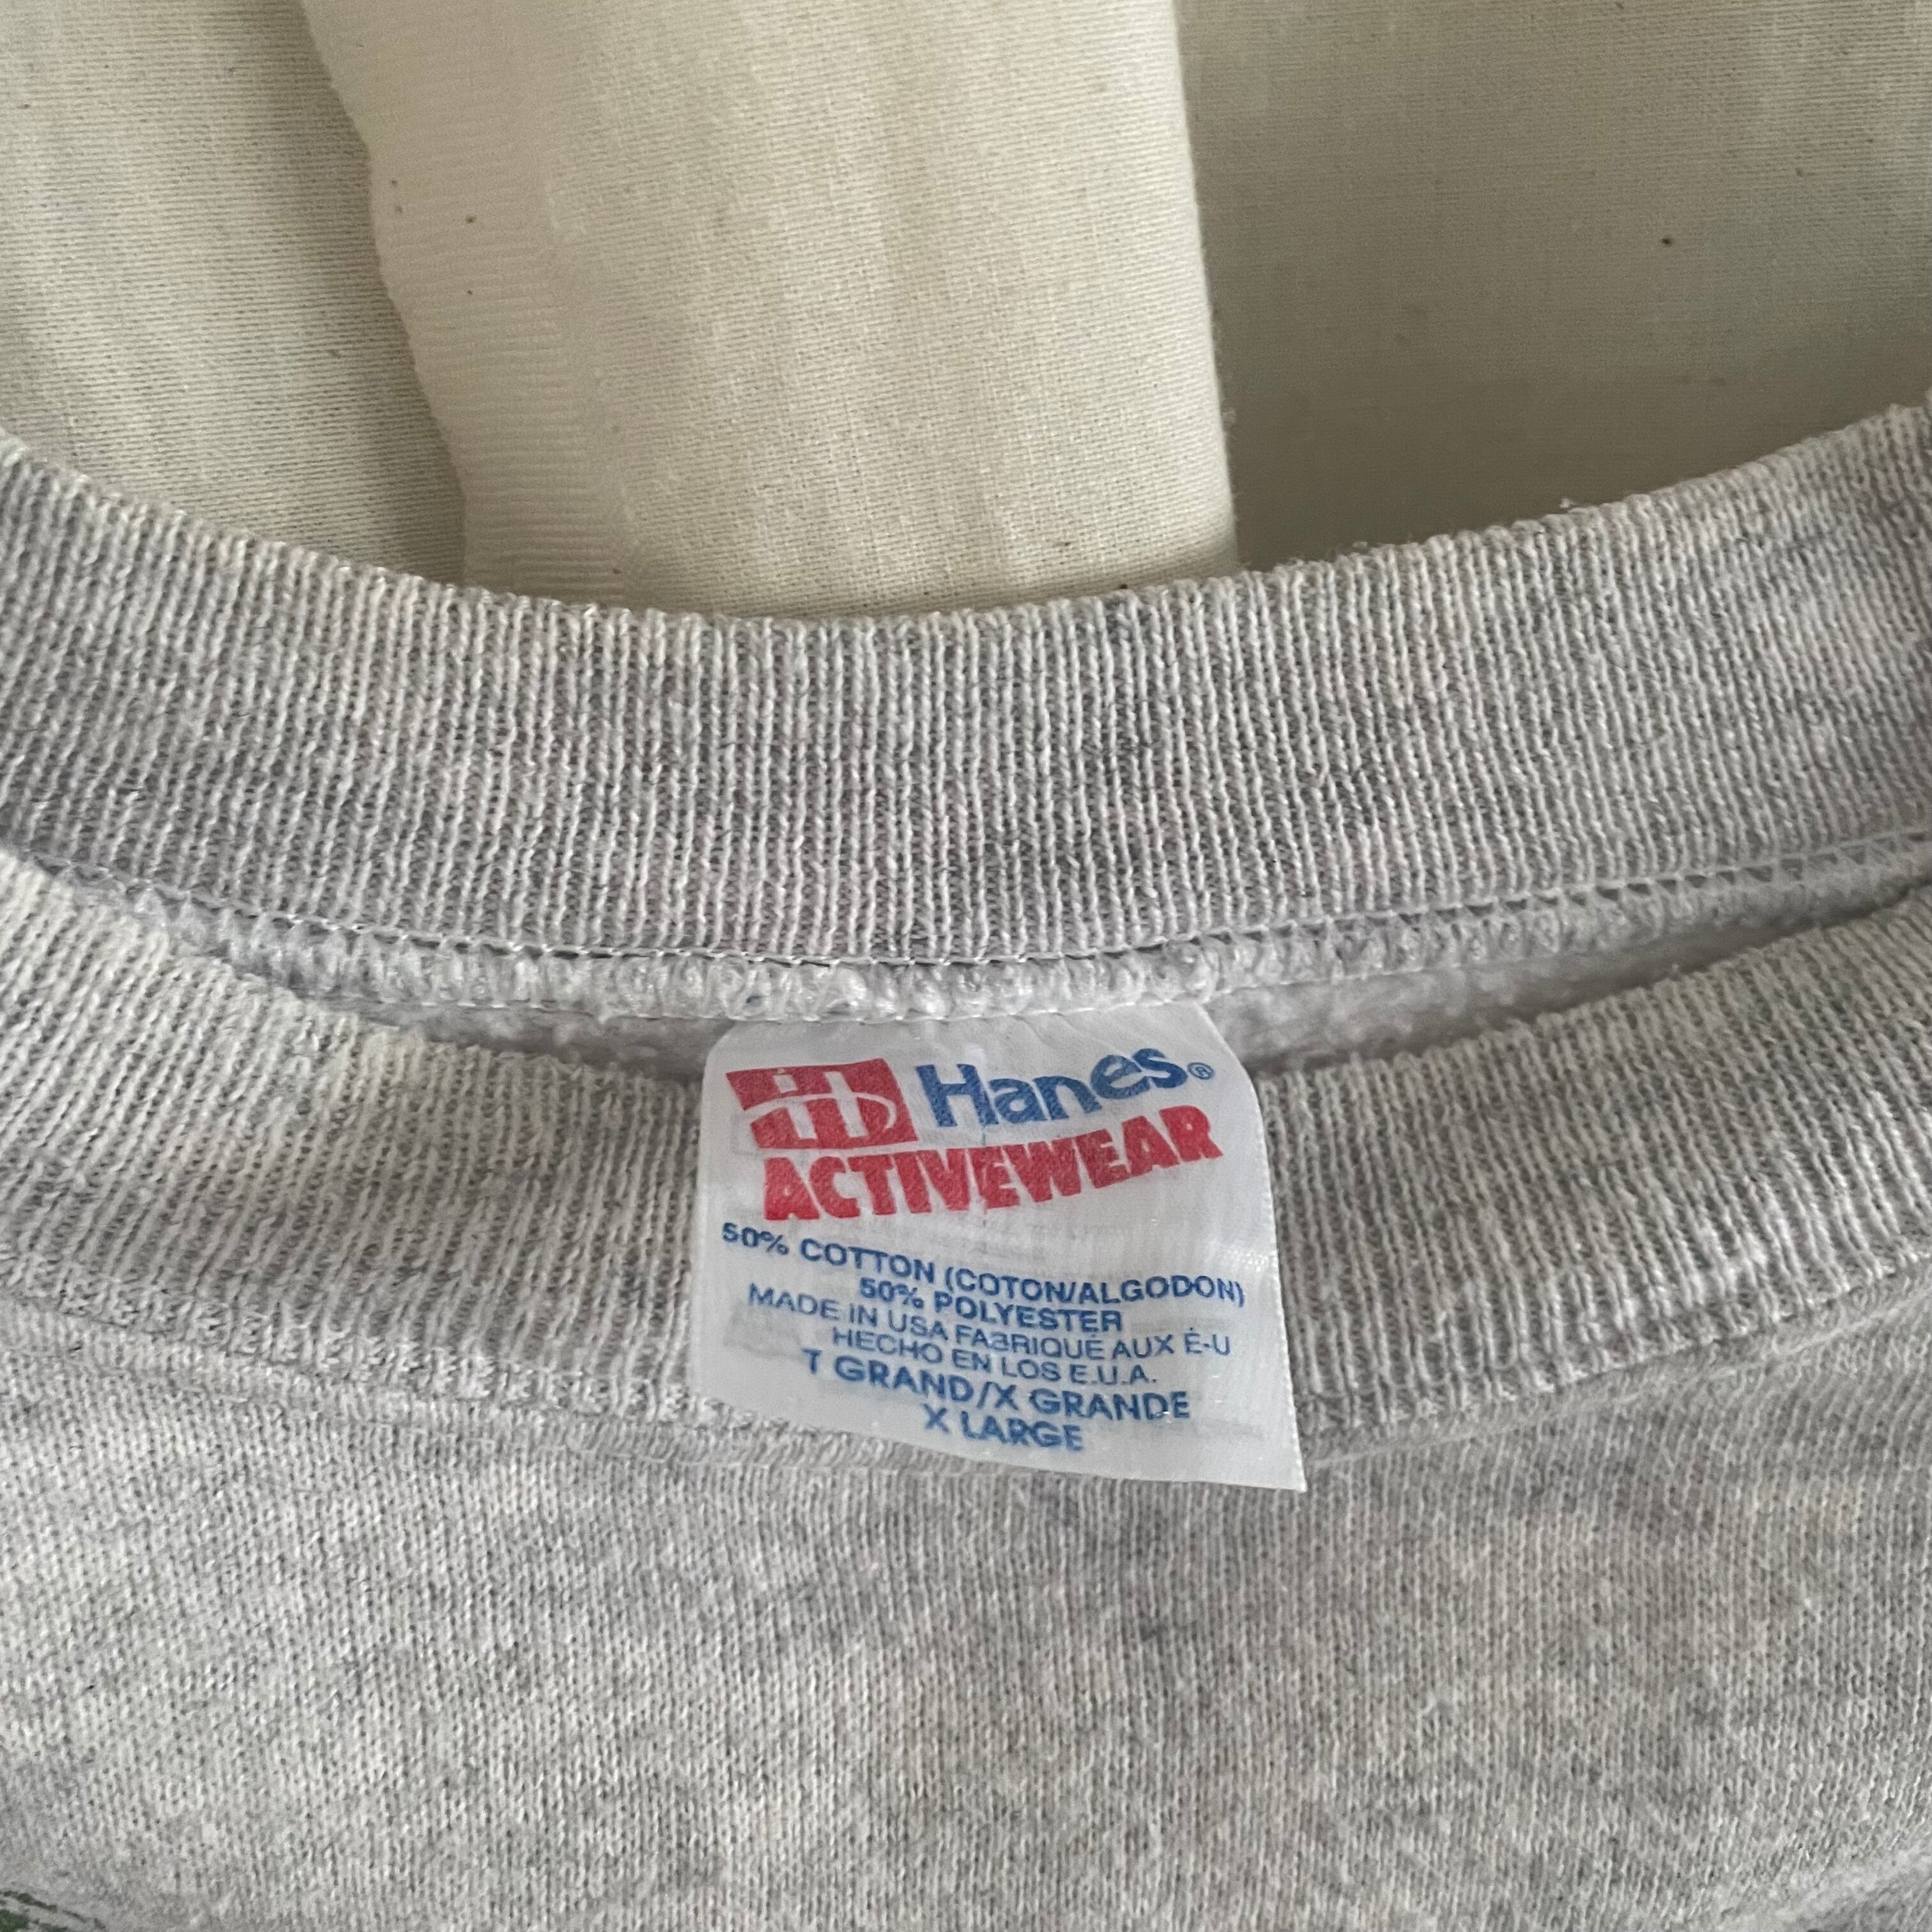 H Hanes®
ACTIVEWEAR
50% COTTON (COTON/ALGODON)
50% POLYESTER
MADE IN USA FABRIQUÉ AUX É-U
HECHO EN LOS E.U.A.
T GRAND/X GRANDE
X LARGE